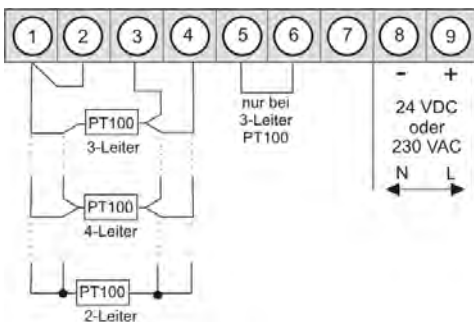 1 2 3 4 5 6 7 8 9
- +
PT100
3-Leiter
nur bei
3-Leiter
PT100
24 VDC
oder
230 VAC
N L
PT100
4-Leiter
PT100
2-Leiter